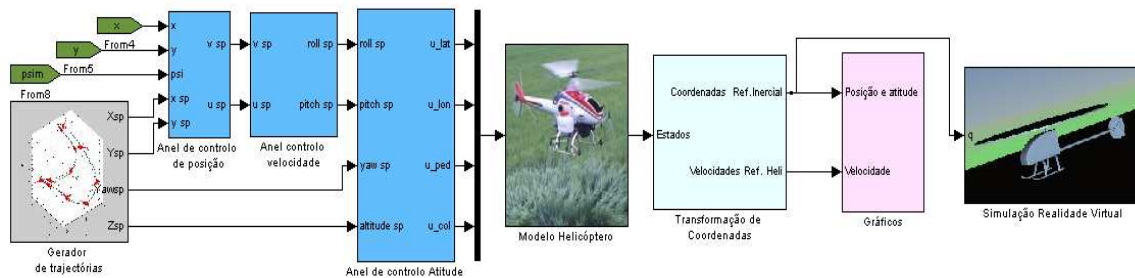 x
From4
y
From5
psim
From8
Xsp
Ysp
awsp
Zsp
Gerador
de trajectórias
x
y
psi
x sp
y sp
v sp
u sp
Anel de controlo
de posição
v sp
u sp
roll sp
pitch sp
Anel controlo
velocidade
roll sp
pitch sp
yaw sp
altitude sp
u_lat
u_lon
u_ped
u_col
Anel de controlo Atitude
Modelo Helicóptero
Estados
Coordenadas Ref.Inercial
Velocidades Ref. Heli
Transformação de
Coordenadas
Posição e atitude
Velocidade
Gráficos
q
Simulação Realidade Virtual